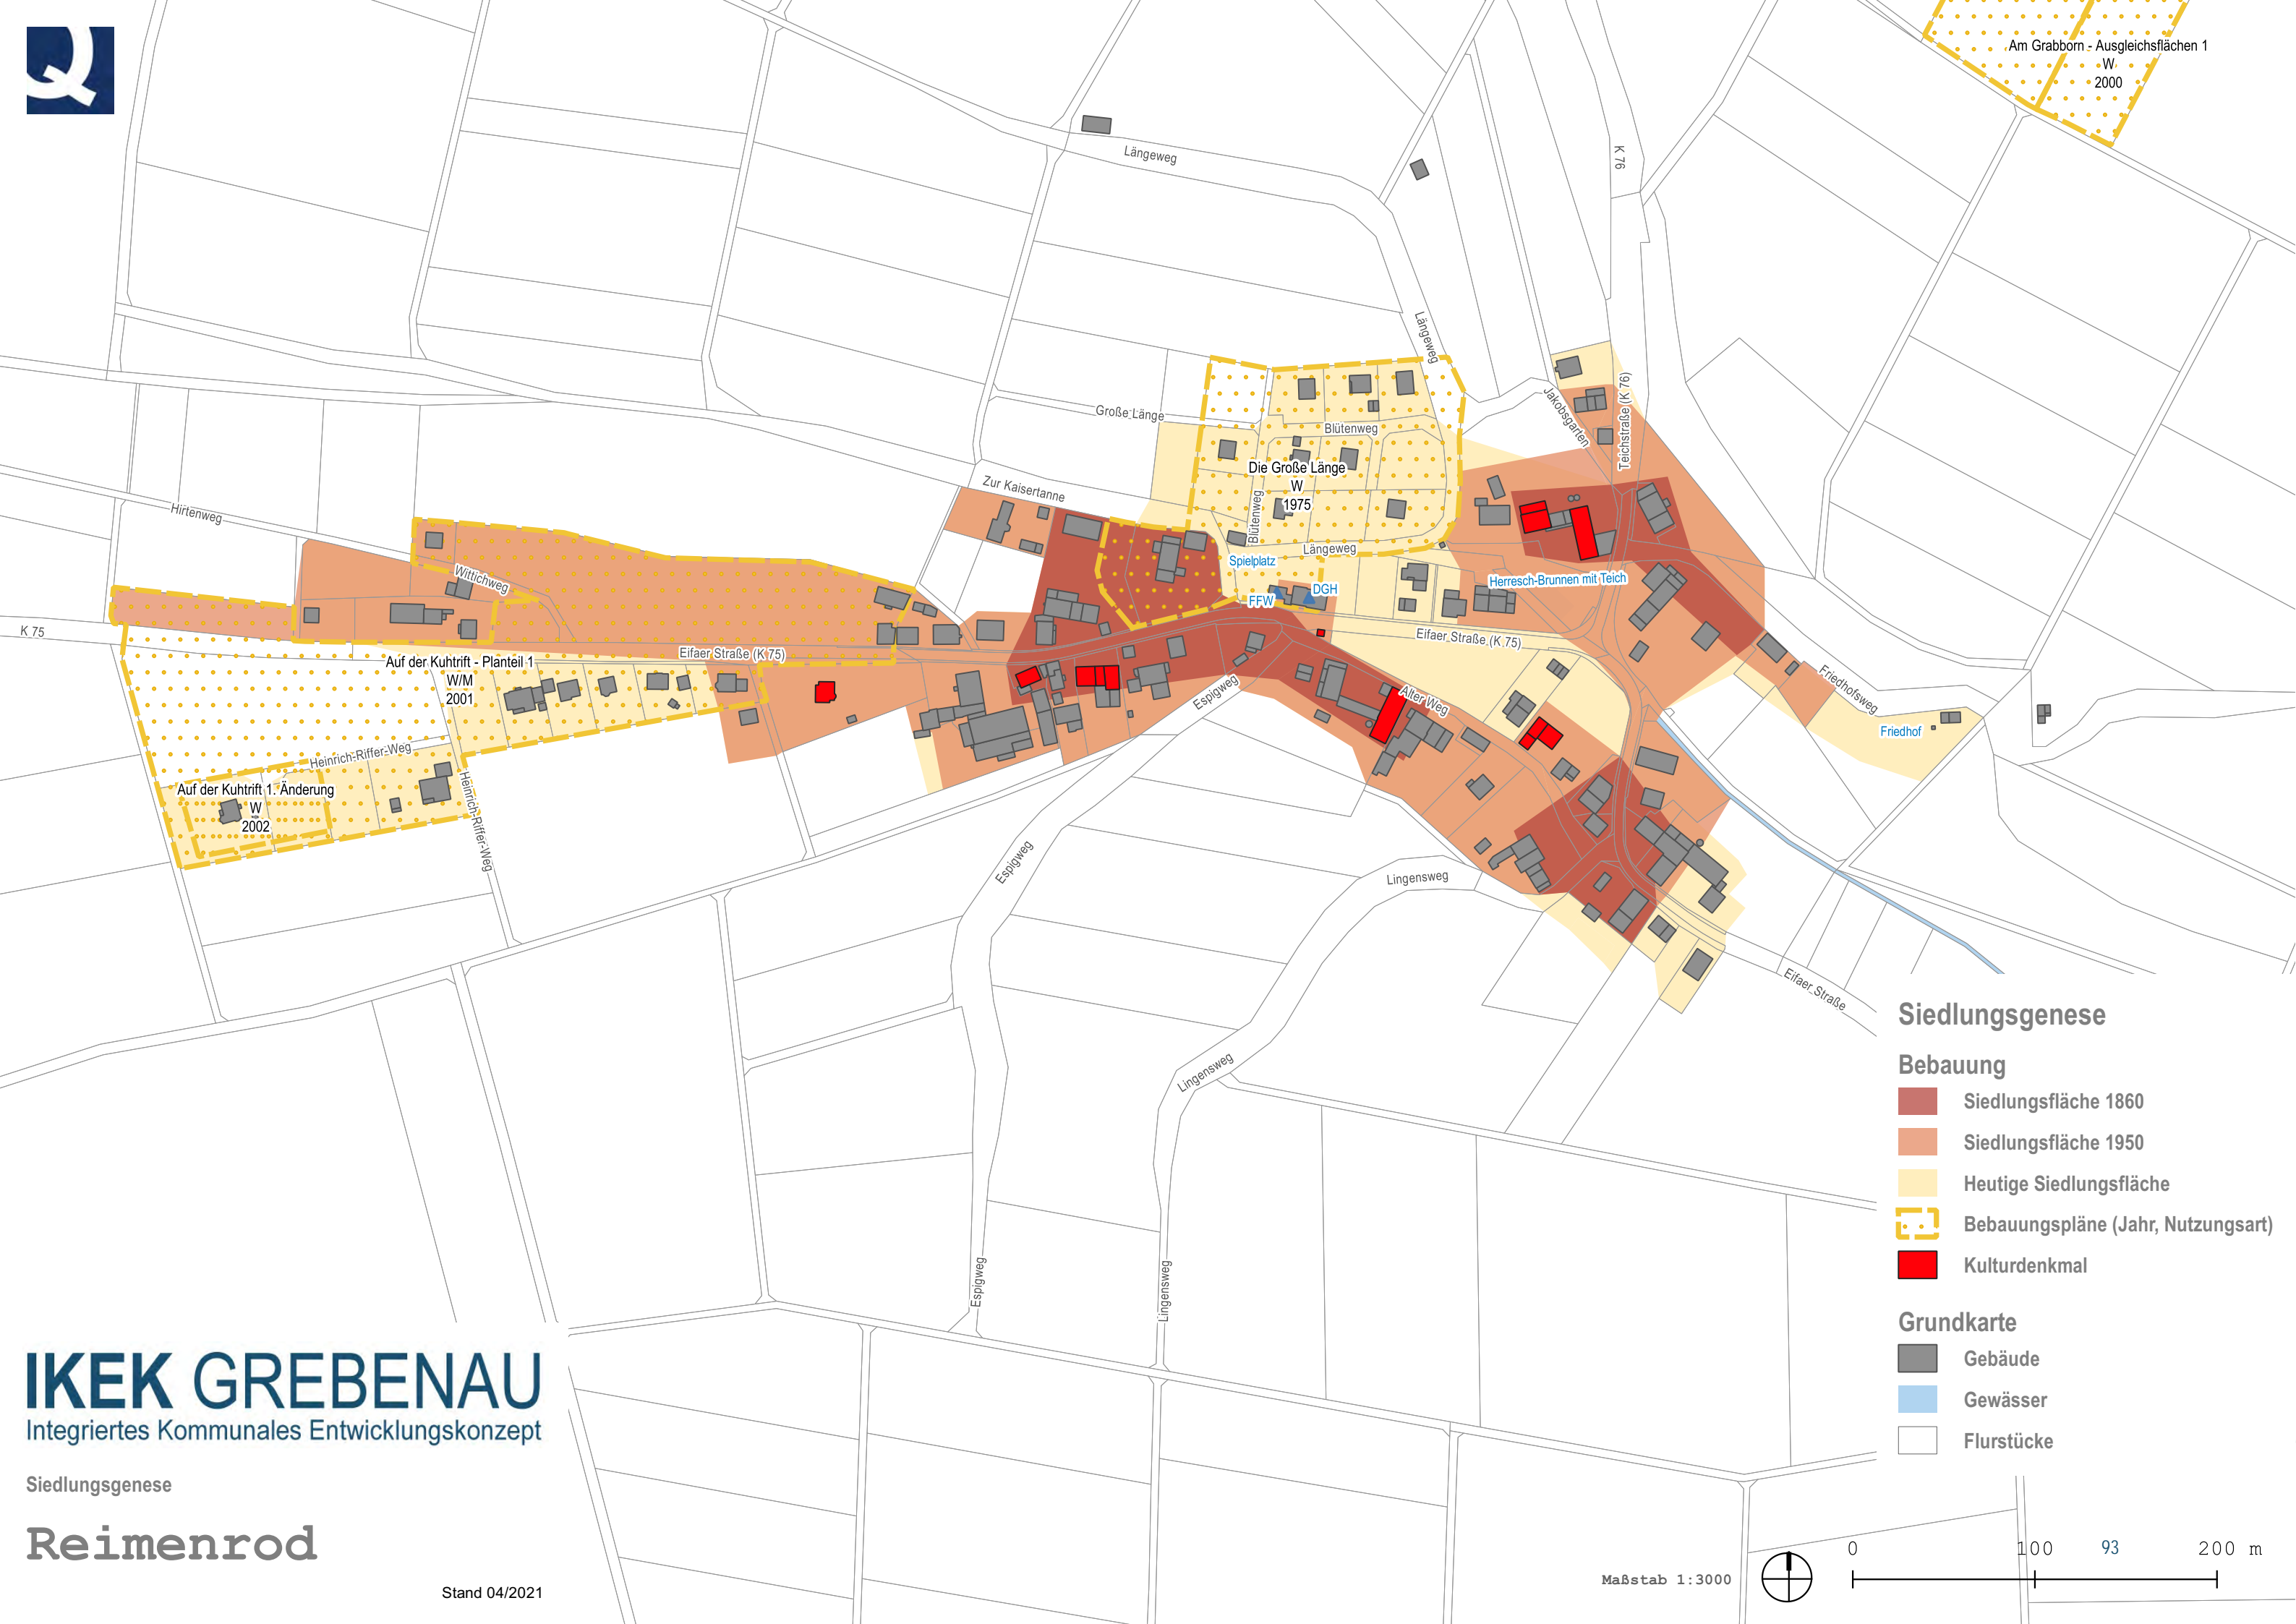 Am Grabborn - Ausgleichsflächen 1
W
2000
Längeweg
K 76
Längeweg
Große Länge
Blütenweg
Jakobsgarten
Teichstraße (K 76)
Die Große Länge
W
1975
Blütenweg
Zur Kaisertanne
Hirtenweg
Längeweg
Spielplatz
Wittichweg
Herresch-Brunnen mit Teich
DGH
FFW
K 75
Eifaer Straße (K 75)
Eifaer Straße (K 75)
Auf der Kuhtrift - Planteil 1
W/M
2001
Friedhofsweg
Espigweg
Alter Weg
Friedhof
Heinrich-Riffer-Weg
Auf der Kuhtrift 1. Änderung
W
2002
Heinrich-Riffer-Weg
Espigweg
Lingensweg
Eifaer Straße
Lingensweg
Espigweg
Lingensweg
Siedlungsgenese
Bebauung
Siedlungsfläche 1860
Siedlungsfläche 1950
Heutige Siedlungsfläche
Bebauungspläne (Jahr, Nutzungsart)
Kulturdenkmal
Grundkarte
Gebäude
Gewässer
Flurstücke
IKEK GREBENAU
Integriertes Kommunales Entwicklungskonzept
Siedlungsgenese
Reimenrod
Stand 04/2021
Maßstab 1:3000
0 100 93 200 m